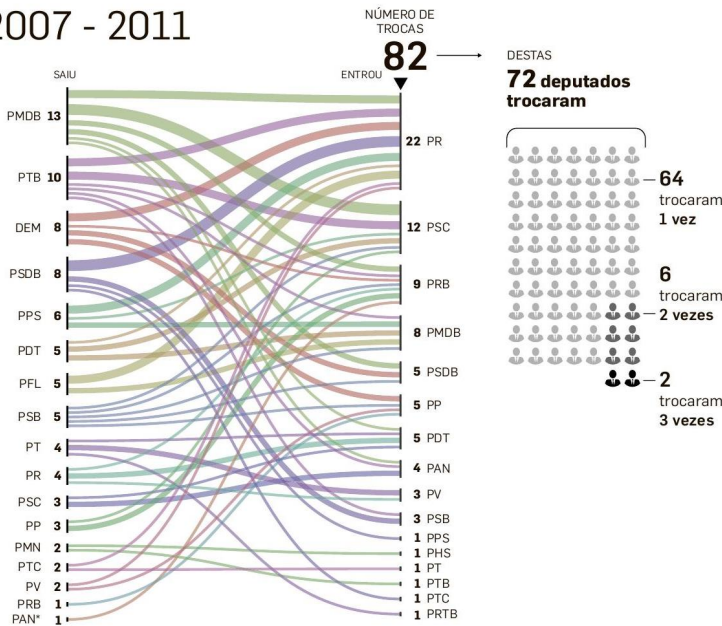 2007 - 2011
NÚMERO DE
TROCAS
82
SAIU
ENTROU
DESTAS
72 deputados
trocaram
PMDB 13
PTB 10
DEM 8
PSDB 8
PPS 6
PDT 5
PFL 5
PSB 5
PT 4
PR 4
PSC 3
PP 3
PMN 2
PTC 2
PV 2
PRB 1
PAN* 1
22 PR
12 PSC
9 PRB
8 PMDB
5 PSDB
5 PP
5 PDT
4 PAN
3 PV
3 PSB
1 PPS
1 PHS
1 PT
1 PTB
1 PTC
1 PRTB
64
trocaram
1 vez
6
trocaram
2 vezes
2
trocaram
3 vezes